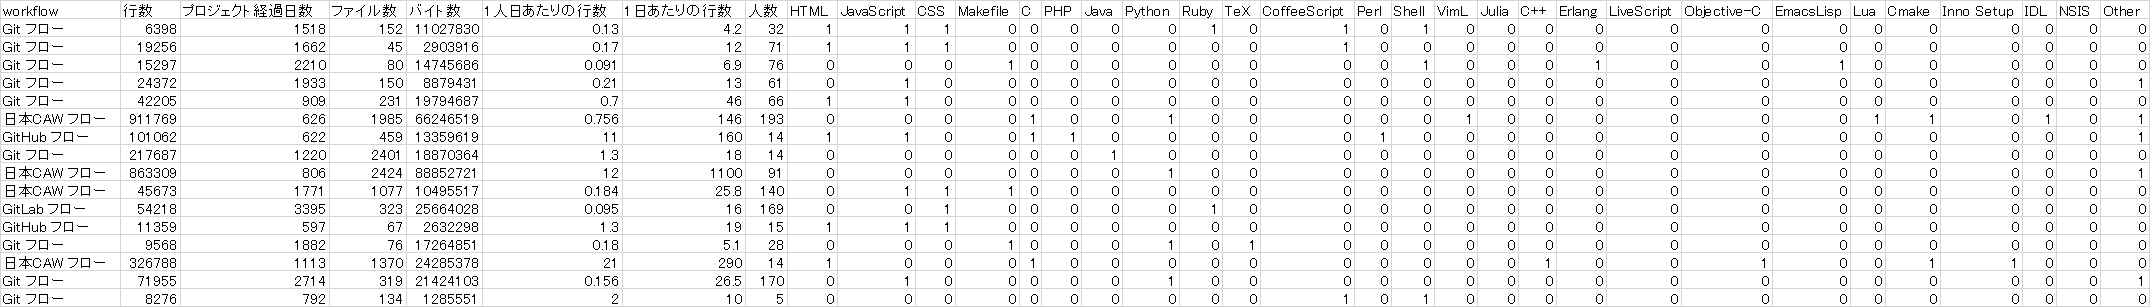 workflow 行数 プロジェクト経過日数 ファイル数 バイト数 1人日あたりの行数 1日あたりの行数 人数 HTML JavaScript CSS Makefile C PHP Java Python Ruby TeX CoffeeScript Perl Shell VimL Julia C++ Erlang LiveScript Objective-C EmacsLisp Lua Cmake Inno Setup IDL NSIS Other
Git フロー 6398 1518 152 11027830 0.13 4.2 32 1 1 1 0 0 0 0 0 1 0 1 0 1 0 0 0 0 0 0 0 0 0 0 0 0 0
Git フロー 19256 1662 45 2903916 0.17 12 71 1 1 1 0 0 0 0 0 0 0 1 0 0 0 0 0 0 0 0 0 0 0 0 0 0 0
Git フロー 15297 2210 80 14745686 0.091 6.9 76 0 0 0 1 0 0 0 0 0 0 0 0 1 0 0 0 1 0 0 1 0 0 0 0 0 0
Git フロー 24372 1933 150 8879431 0.21 13 61 0 1 0 0 0 0 0 0 0 0 0 0 0 0 0 0 0 0 0 0 0 0 0 0 0 1
Git フロー 42205 909 231 19794687 0.7 46 66 1 1 0 0 0 0 0 0 0 0 0 0 0 0 0 0 0 0 0 0 0 0 0 0 0 0
日本CAWフロー 911769 626 1985 66246519 0.756 146 193 0 0 0 0 1 0 0 1 0 0 0 0 0 1 0 0 0 0 0 0 1 1 0 1 0 1
GitHub フロー 101062 622 459 13359619 11 160 14 1 1 0 0 1 1 0 0 0 0 0 1 0 0 0 0 0 0 0 0 0 0 0 0 0 1
Git フロー 217687 1220 2401 18870364 1.3 18 14 0 0 0 0 0 0 1 0 0 0 0 0 0 0 0 0 0 0 0 0 0 0 0 0 0 0
日本CAWフロー 863309 806 2424 88852721 12 1100 91 0 0 0 0 0 0 0 1 0 0 0 0 0 0 0 0 0 0 0 0 0 0 0 0 0 1
日本CAWフロー 45673 1771 1077 10495517 0.184 25.8 140 0 1 1 1 0 0 0 0 0 0 0 0 0 0 0 0 0 0 0 0 0 0 0 0 0 0
GitLab フロー 54218 3395 323 25664028 0.095 16 169 0 0 1 0 0 0 0 0 1 0 0 0 0 0 0 0 0 0 0 0 0 0 0 0 0 0
GitHub フロー 11359 597 67 2632298 1.3 19 15 1 1 1 0 0 0 0 0 0 0 0 0 0 0 0 0 0 0 0 0 0 0 0 0 0 0
Git フロー 9568 1882 76 17264851 0.18 5.1 28 0 0 0 1 0 0 0 1 0 1 0 0 0 0 0 0 0 0 0 0 0 0 0 0 0 0
日本CAWフロー 326788 1113 1370 24285378 21 290 14 1 0 0 0 1 0 0 0 0 0 0 0 0 0 0 1 0 0 1 0 0 1 1 0 0 0
Git フロー 71955 2714 319 21424103 0.156 26.5 170 0 1 0 0 0 0 0 1 0 0 0 0 0 0 0 0 0 0 0 0 0 0 0 0 0 1
Git フロー 8276 792 134 1285551 2 10 5 0 0 0 0 0 0 0 0 0 0 1 0 1 0 0 0 0 0 0 0 0 0 0 0 0 0